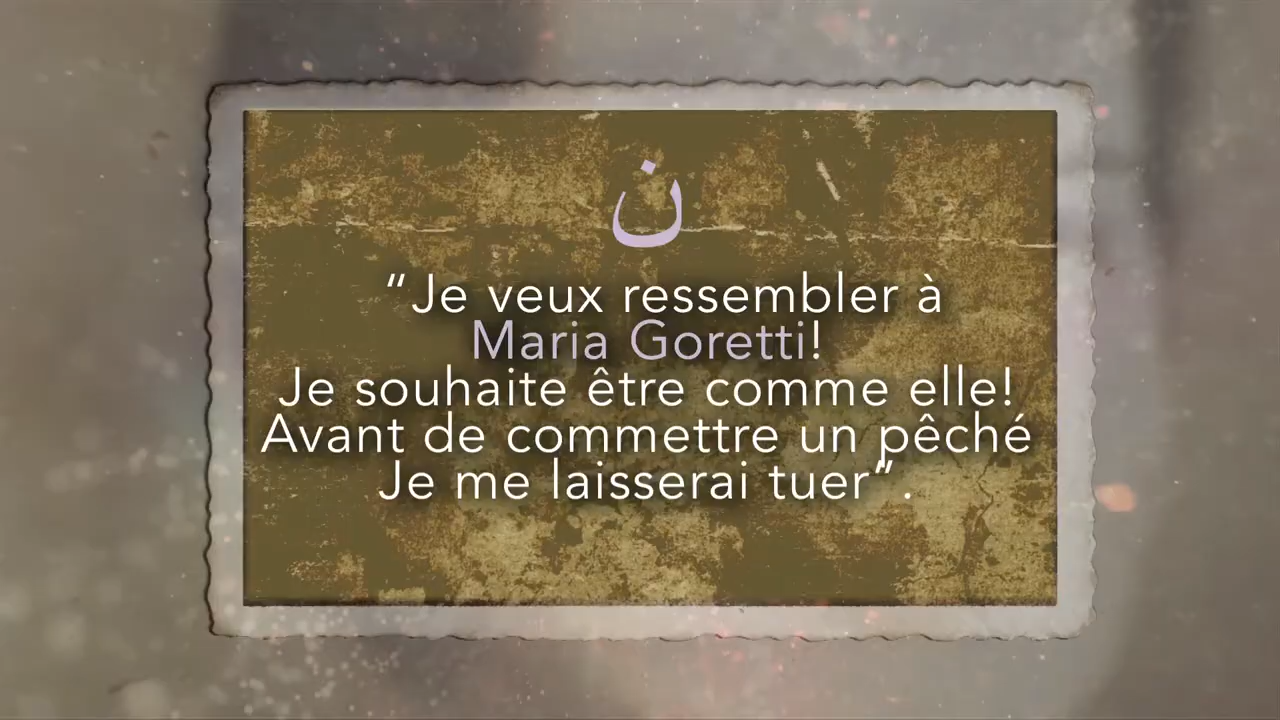 ن
“Je veux ressembler à
Maria Goretti!
Je souhaite être comme elle!
Avant de commettre un pêché
Je me laisserai tuer”.